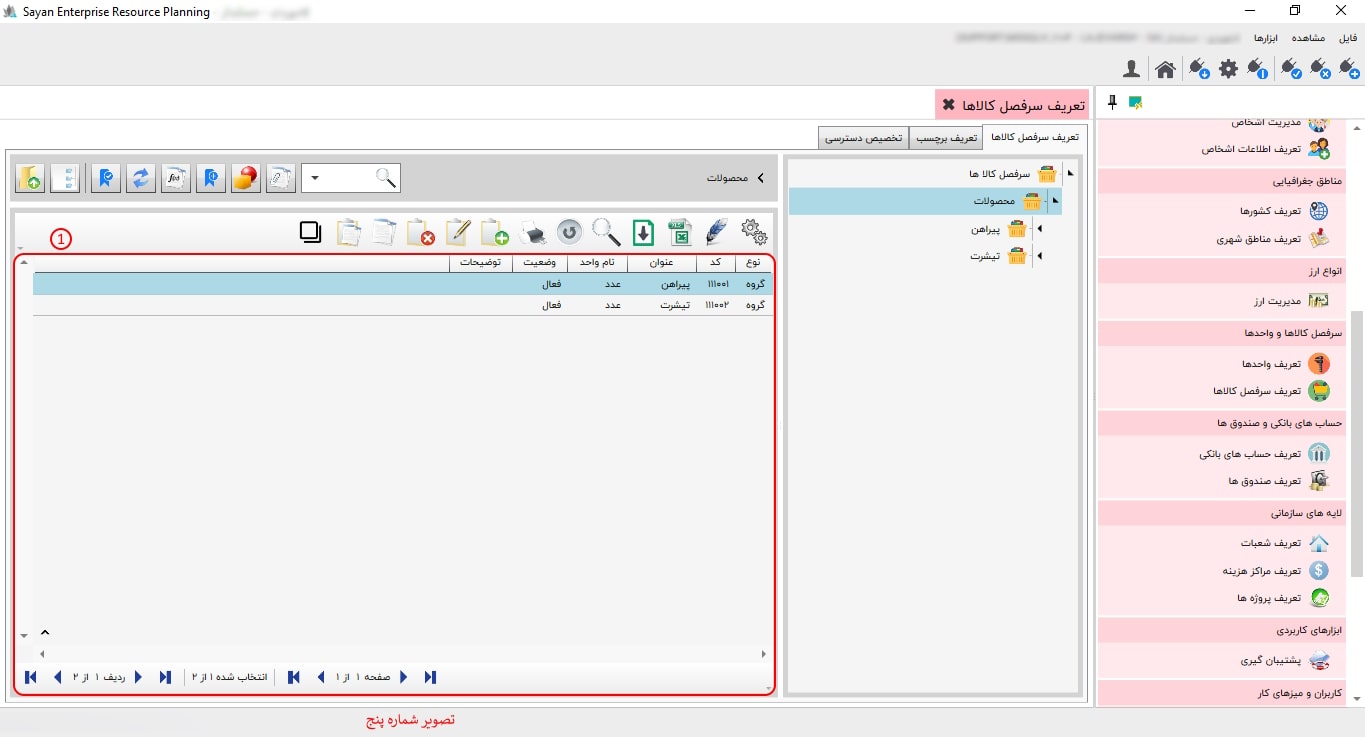 Sayan Enterprise Resource Planning
فایل مشاهده ابزارها
تعریف سرفصل کالاها
تعریف سرفصل کالاها تعریف برچسب تخصیص دسترسی
مدیریت اشخاص
تعریف اطلاعات اشخاص
مناطق جغرافیایی
تعریف کشورها
تعریف مناطق شهری
انواع ارز
مدیریت ارز
سرفصل کالاها و واحدها
تعریف واحدها
تعریف سرفصل کالاها
حساب های بانکی و صندوق ها
تعریف حساب های بانکی
تعریف صندوق ها
لایه های سازمانی
تعریف شعبات
تعریف مراکز هزینه
تعریف پروژه ها
ابزارهای کاربردی
پشتیبان گیری
کاربران و میزهای کار
سرفصل کالا ها
محصولات
پیراهن
تیشرت
محصولات
f(x)
1
نوع کد عنوان نام واحد وضعیت توضیحات
گروه ۱۱۱۰۰۱ پیراهن عدد فعال
گروه ۱۱۱۰۰۲ تیشرت عدد فعال
صفحه ۱ از ۱ انتخاب شده ۱ از ۲ ردیف ۱ از ۲
تصویر شماره پنج